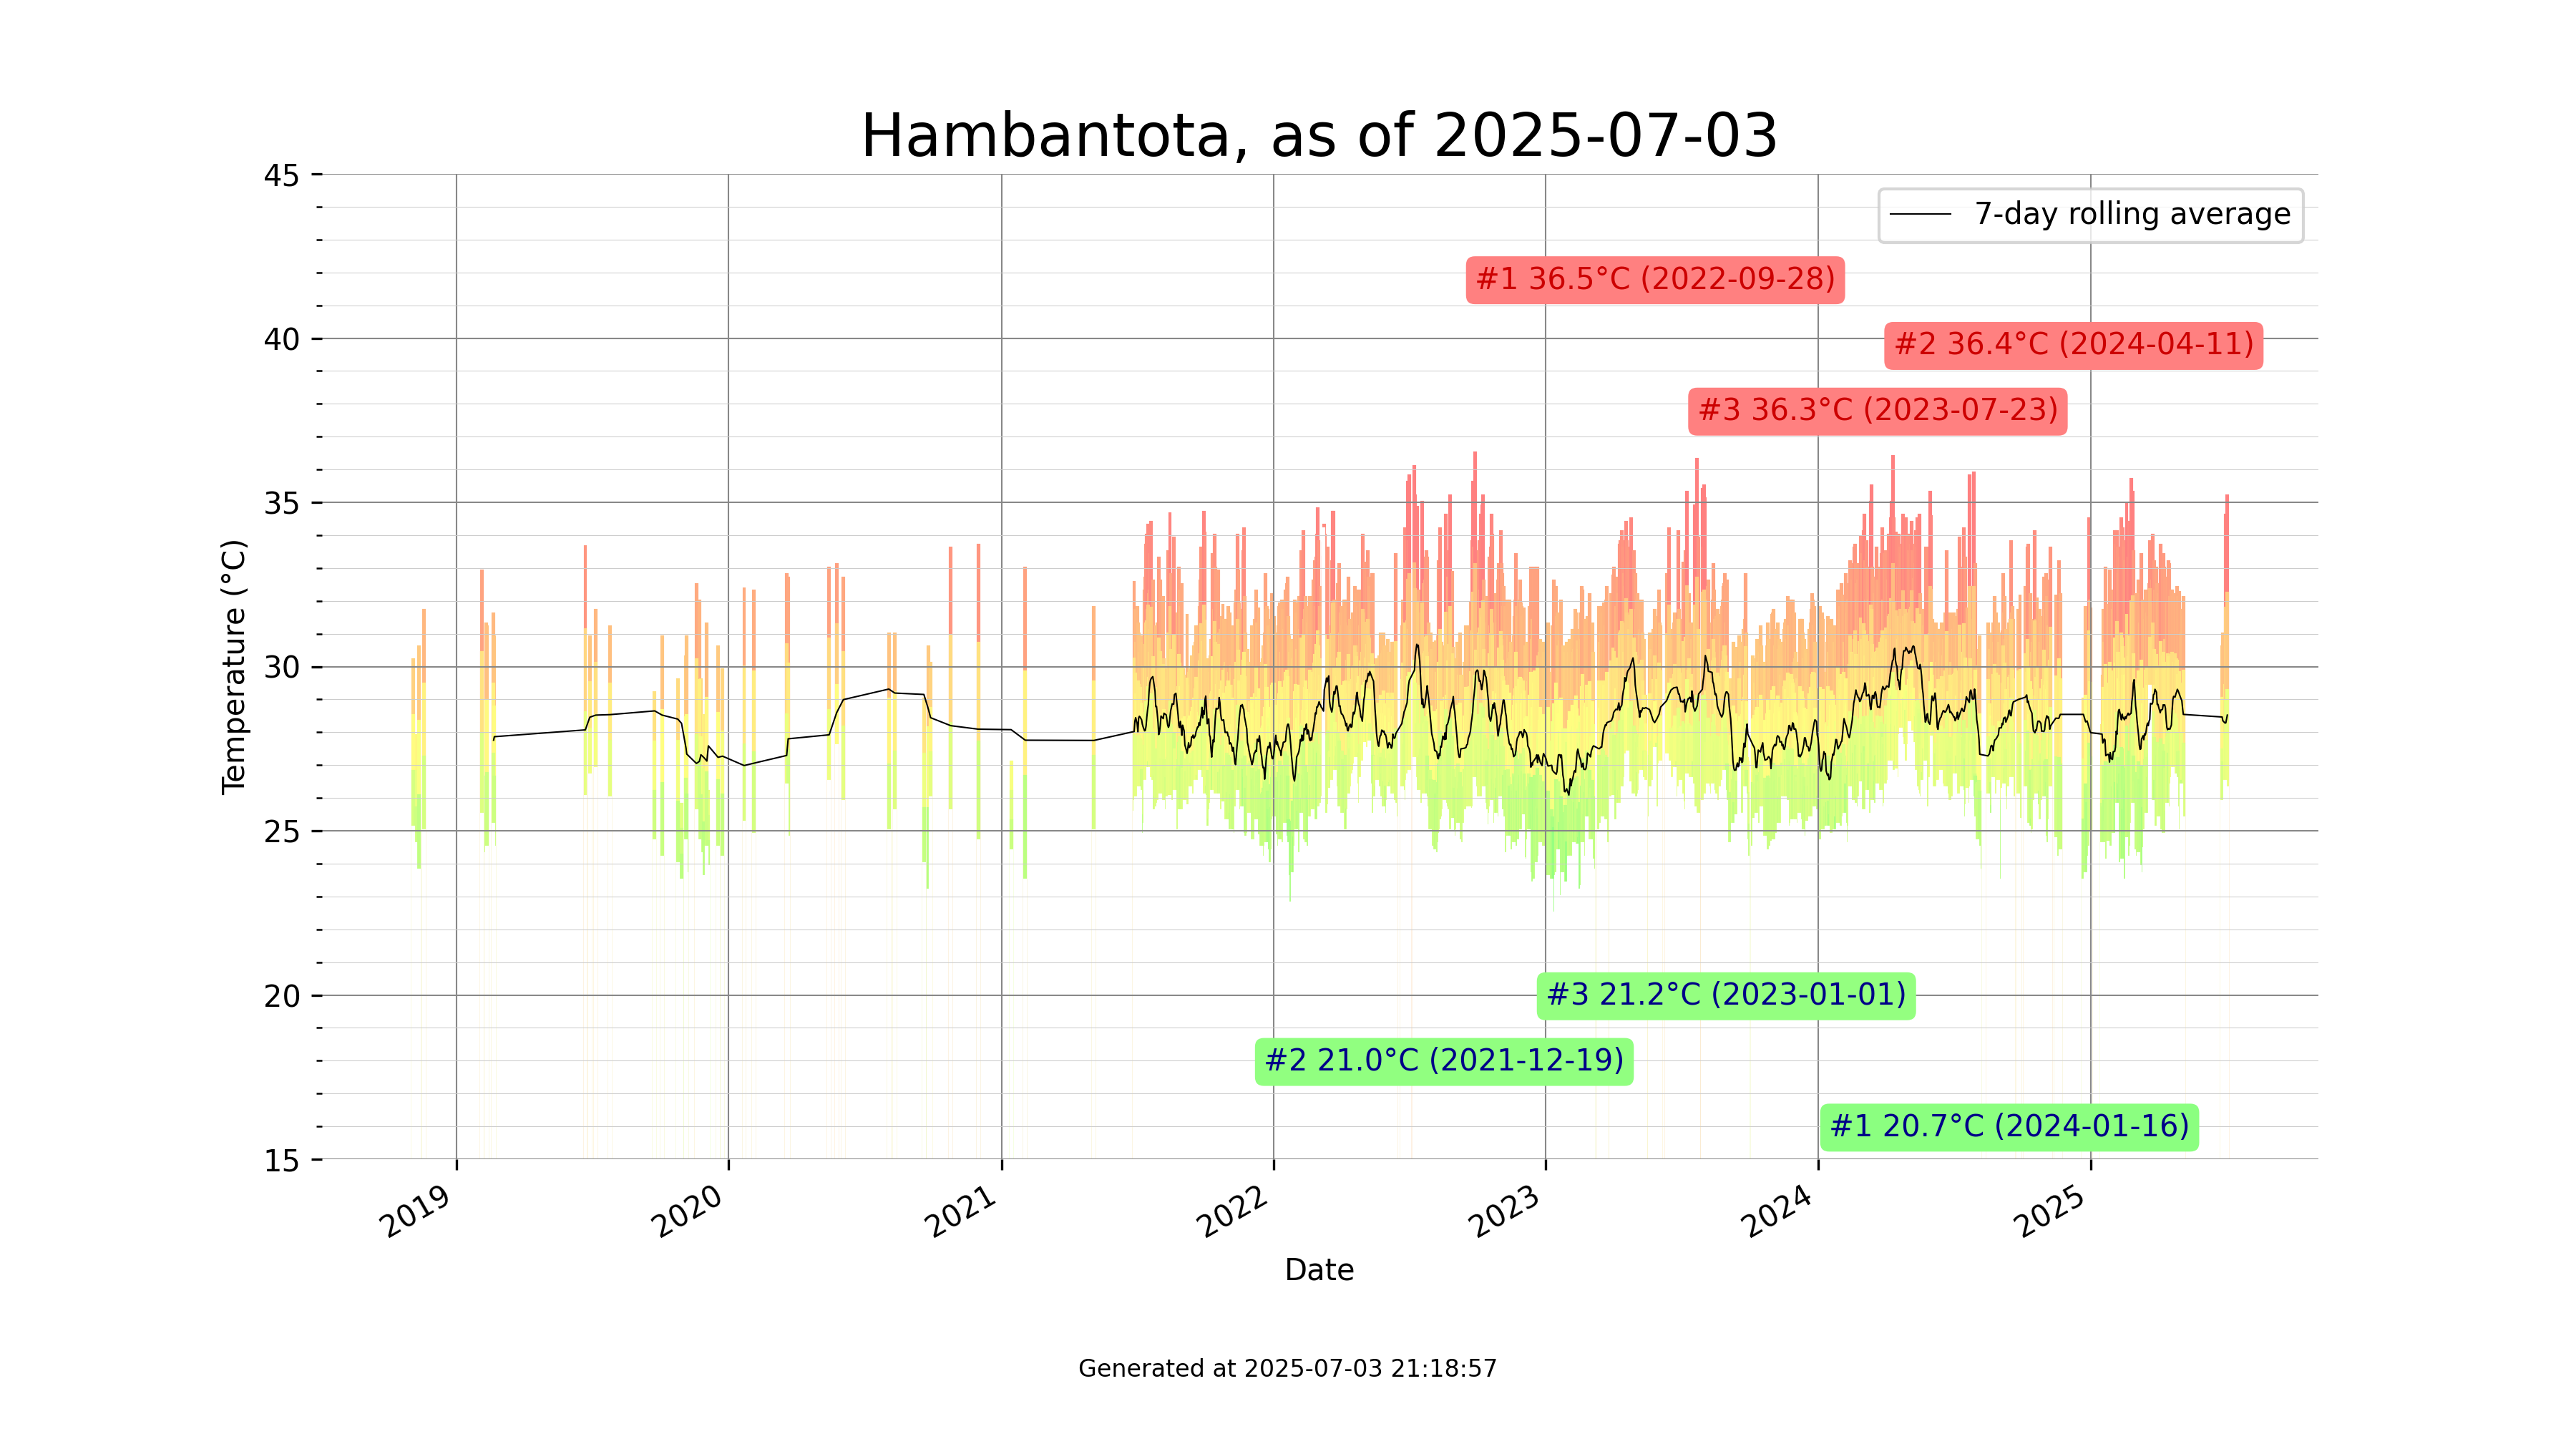 Hambantota, as of 2025-07-03
45
7-day rolling average
#1 36.5°C (2022-09-28)
40
#2 36.4°C (2024-04-11)
#3 36.3°C (2023-07-23)
35
Temperature (°C)
30
25
20
#3 21.2°C (2023-01-01)
#2 21.0°C (2021-12-19)
#1 20.7°C (2024-01-16)
15
2019 2020 2021 2022 2023 2024 2025
Date
Generated at 2025-07-03 21:18:57